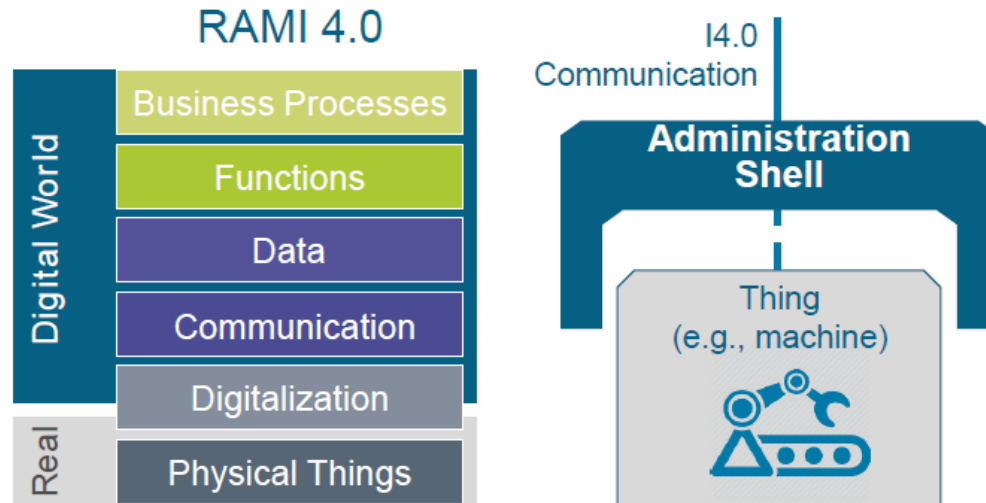 RAMI 4.0
Digital World
Business Processes
Functions
Data
Communication
Digitalization
Real
Physical Things
I4.0
Communication
Administration
Shell
Thing
(e.g., machine)